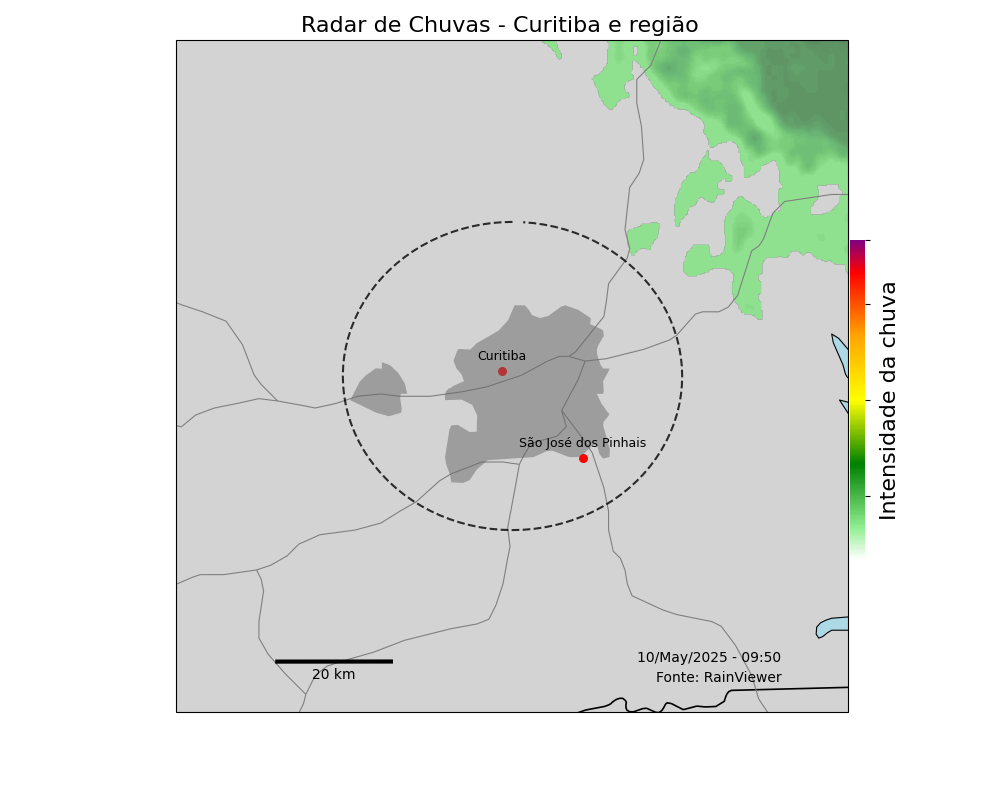 Radar de Chuvas - Curitiba e região
Curitiba
São José dos Pinhais
Intensidade da chuva
20 km
10/May/2025 - 09:50
Fonte: RainViewer